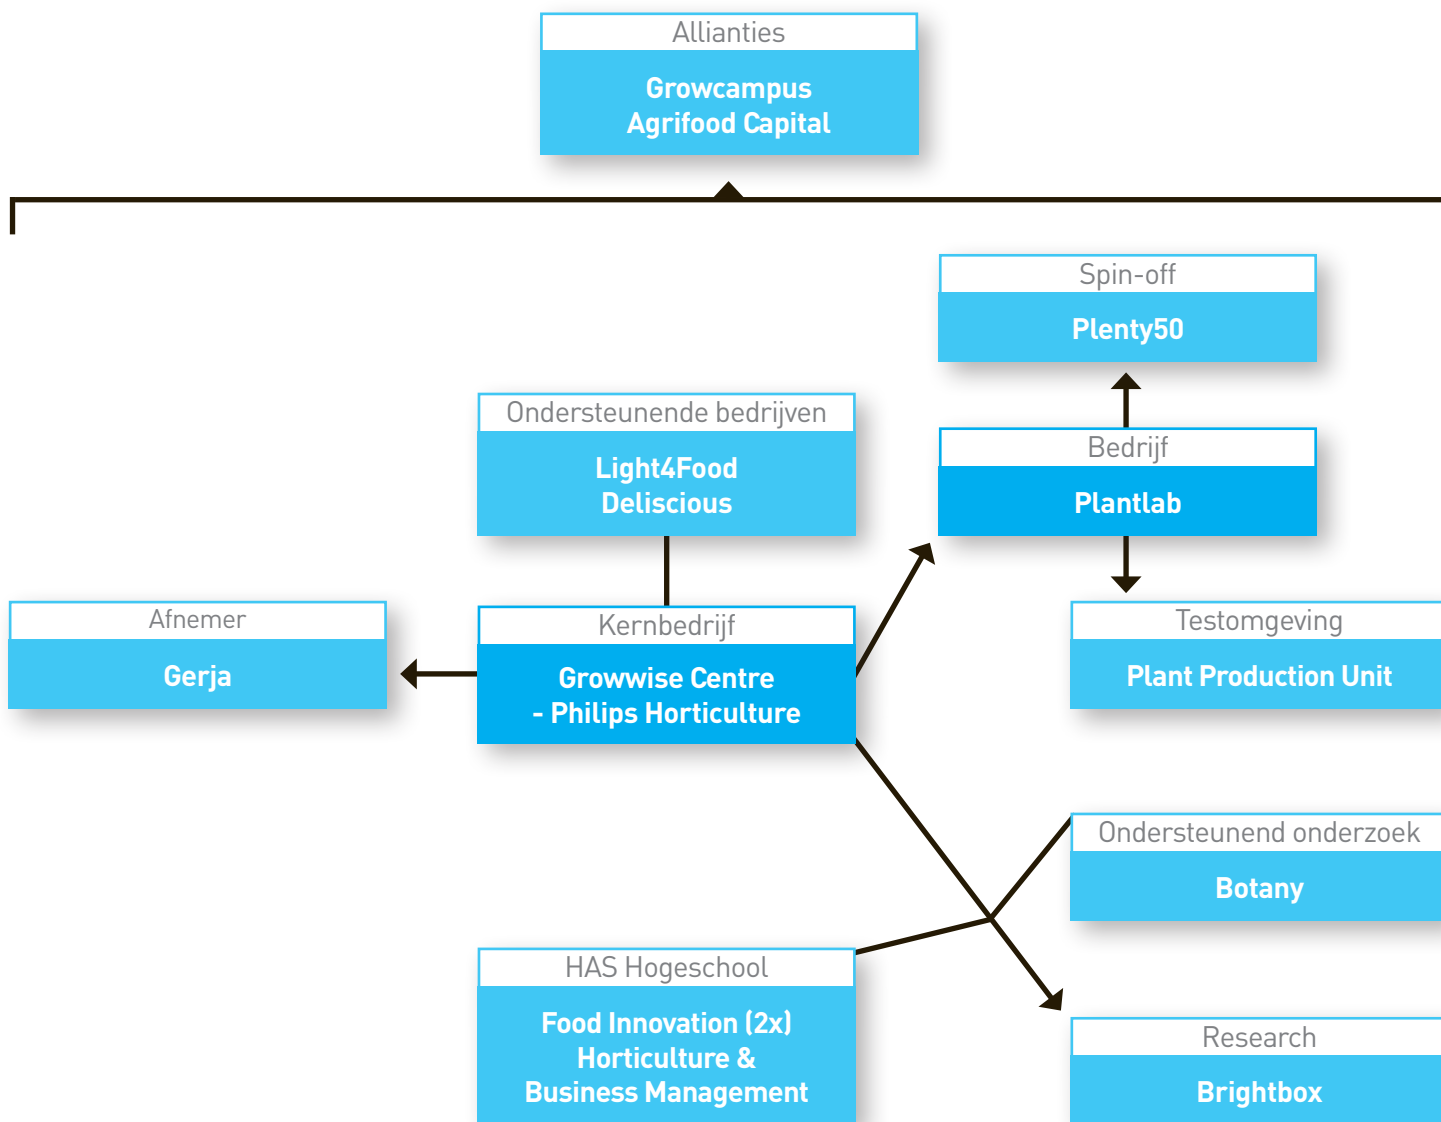 Allianties
Growcampus
Agrifood Capital
Spin-off
Plenty50
Ondersteunende bedrijven
Light4Food
Deliscious
Bedrijf
Plantlab
Afnemer
Gerja
Kernbedrijf
Growwise Centre
- Philips Horticulture
Testomgeving
Plant Production Unit
Ondersteunend onderzoek
Botany
HAS Hogeschool
Food Innovation (2x)
Horticulture &
Business Management
Research
Brightbox